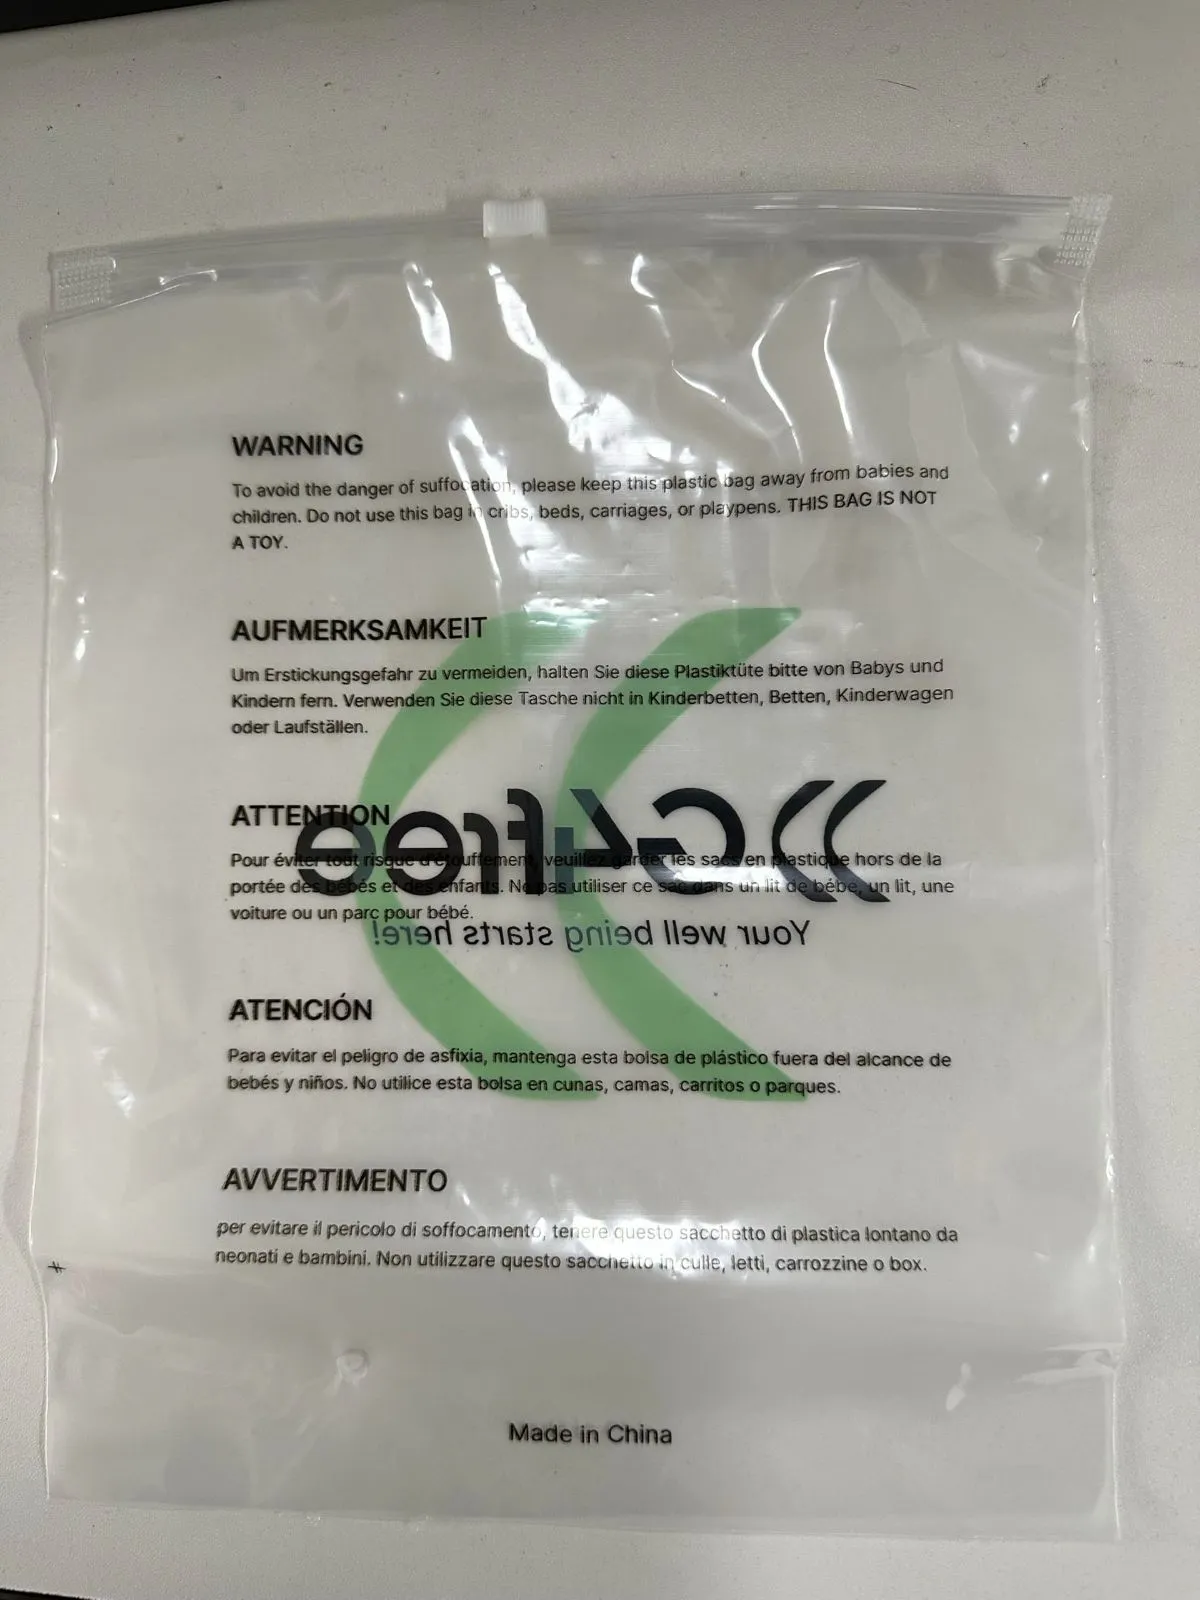 WARNING
To avoid the danger of suffocation, please keep this plastic bag away from babies and
children. Do not use this bag in cribs, beds, carriages, or playpens. THIS BAG IS NOT
A TOY.
AUFMERKSAMKEIT
Um Erstickungsgefahr zu vermeiden, halten Sie diese Plastiktüte bitte von Babys und
Kindern fern. Verwenden Sie diese Tasche nicht in Kinderbetten, Betten, Kinderwagen
oder Laufställen.
ATTENTION
Pour éviter tout risque d'étouffement, veuillez garder les sacs en plastique hors de la
portée des bébés et des enfants. Ne pas utiliser ce sac dans un lit de bébé, un lit, une
voiture ou un parc pour bébé.
G4free
Your well being starts here!
ATENCIÓN
Para evitar el peligro de asfixia, mantenga esta bolsa de plástico fuera del alcance de
bebés y niños. No utilice esta bolsa en cunas, camas, carritos o parques.
AVVERTIMENTO
per evitare il pericolo di soffocamento, tenere questo sacchetto di plastica lontano da
neonati e bambini. Non utilizzare questo sacchetto in culle, letti, carrozzine o box.
Made in China